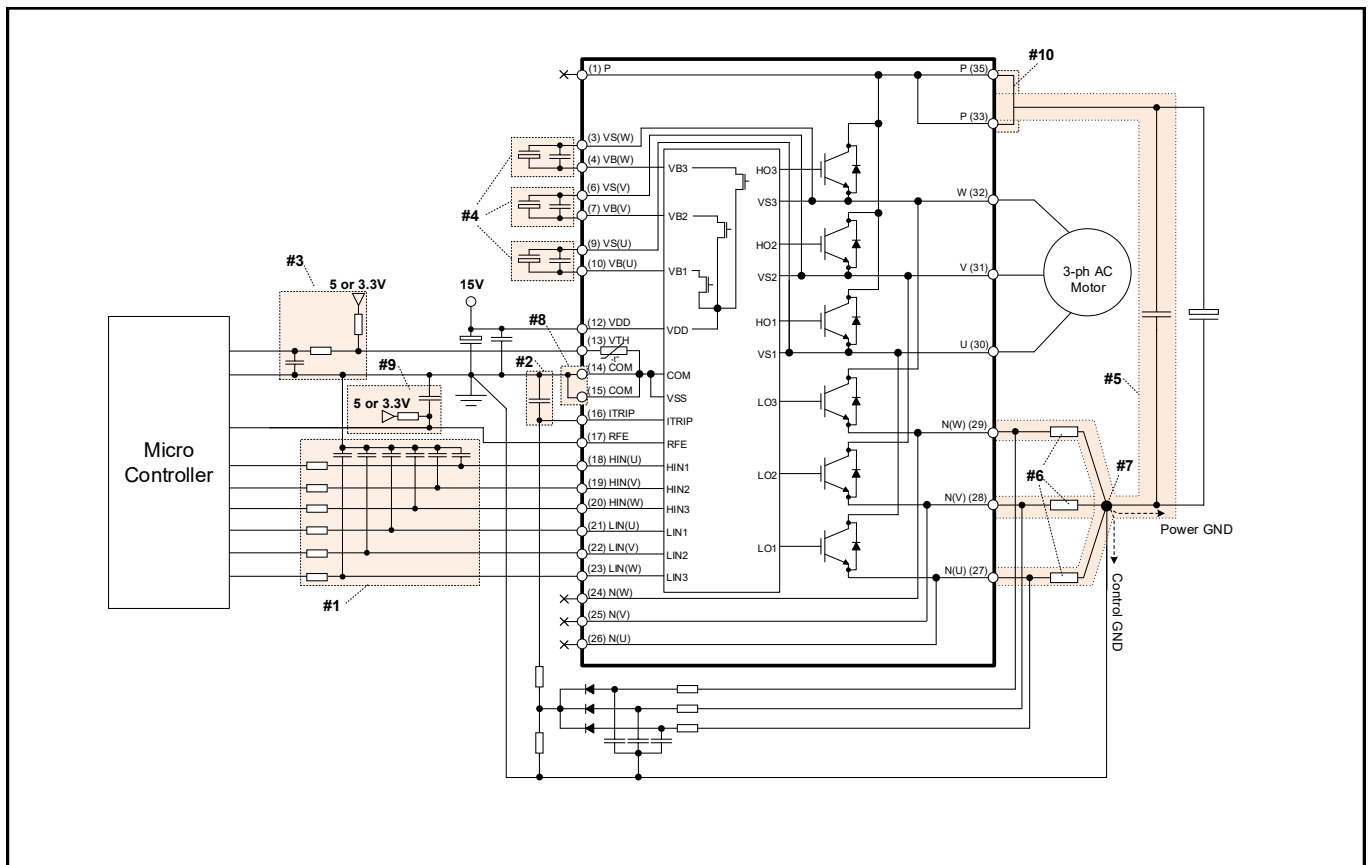 #10
(1) P
P (35)
P (33)
(3) VS(W)
(4) VB(W)
(6) VS(V)
(7) VB(V)
(9) VS(U)
(10) VB(U)
#4
VB3
VB2
VB1
VDD
HO3
VS3
HO2
VS2
HO1
VS1
LO3
LO2
LO1
W (32)
V (31)
U (30)
3-ph AC
Motor
#3
5 or 3.3V
15V
(12) VDD
(13) VTH
#8
-t°
(14) COM
(15) COM
#2
#9
5 or 3.3V
COM
VSS
(16) ITRIP
ITRIP
(17) RFE
RFE
(18) HIN(U)
HIN1
(19) HIN(V)
HIN2
(20) HIN(W)
HIN3
(21) LIN(U)
LIN1
(22) LIN(V)
LIN2
(23) LIN(W)
LIN3
(24) N(W)
(25) N(V)
(26) N(U)
Micro
Controller
#1
#5
N(W) (29)
N(V) (28)
N(U) (27)
#6
#7
Power GND
Control GND